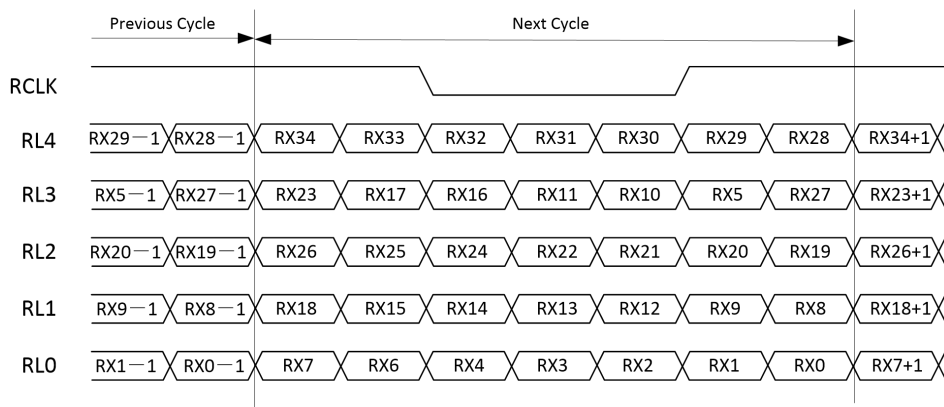 Previous Cycle Next Cycle
RCLK
RL4 RX29−1 RX28−1 RX34 RX33 RX32 RX31 RX30 RX29 RX28 RX34+1
RL3 RX5−1 RX27−1 RX23 RX17 RX16 RX11 RX10 RX5 RX27 RX23+1
RL2 RX20−1 RX19−1 RX26 RX25 RX24 RX22 RX21 RX20 RX19 RX26+1
RL1 RX9−1 RX8−1 RX18 RX15 RX14 RX13 RX12 RX9 RX8 RX18+1
RL0 RX1−1 RX0−1 RX7 RX6 RX4 RX3 RX2 RX1 RX0 RX7+1